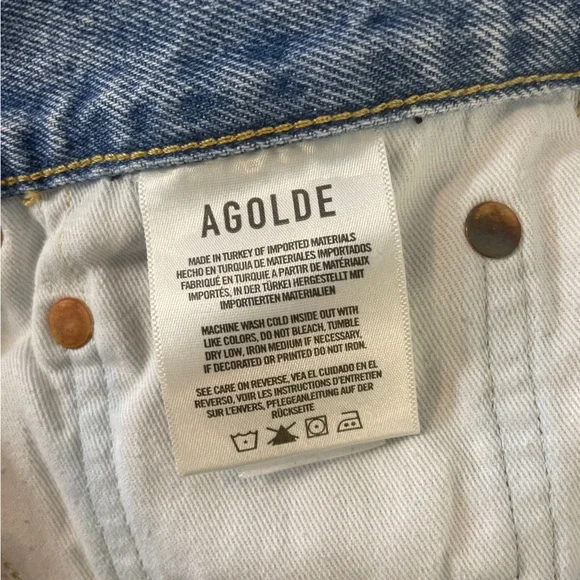 AGOLDE
MADE IN TURKEY OF IMPORTED MATERIALS
HECHO EN TURQUIA DE MATERIALES IMPORTADOS
FABRIQUÉ EN TURQUIE A PARTIR DE MATÉRIAUX
IMPORTÉS, IN DER TÜRKEI HERGESTELLT MIT
IMPORTIERTEN MATERIALIEN
MACHINE WASH COLD INSIDE OUT WITH
LIKE COLORS, DO NOT BLEACH, TUMBLE
DRY LOW, IRON MEDIUM IF NECESSARY,
IF DECORATED OR PRINTED DO NOT IRON.
SEE CARE ON REVERSE, VEA EL CUIDADO EN EL
REVERSO, VOIR LES INSTRUCTIONS D'ENTRETIEN
SUR L'ENVERS, PFLEGEANLEITUNG AUF DER
RÜCKSEITE